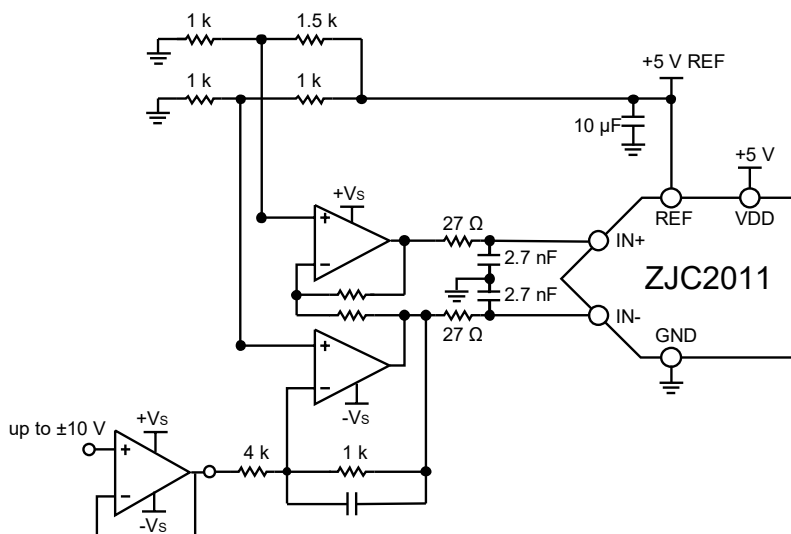 1 k
1.5 k
1 k
1 k
+5 V REF
10 µF
+5 V
REF
VDD
+Vs
+
−
27 Ω
IN+
2.7 nF
ZJC2011
2.7 nF
IN-
27 Ω
GND
+
−
-Vs
up to ±10 V
+Vs
+
−
-Vs
4 k
1 k